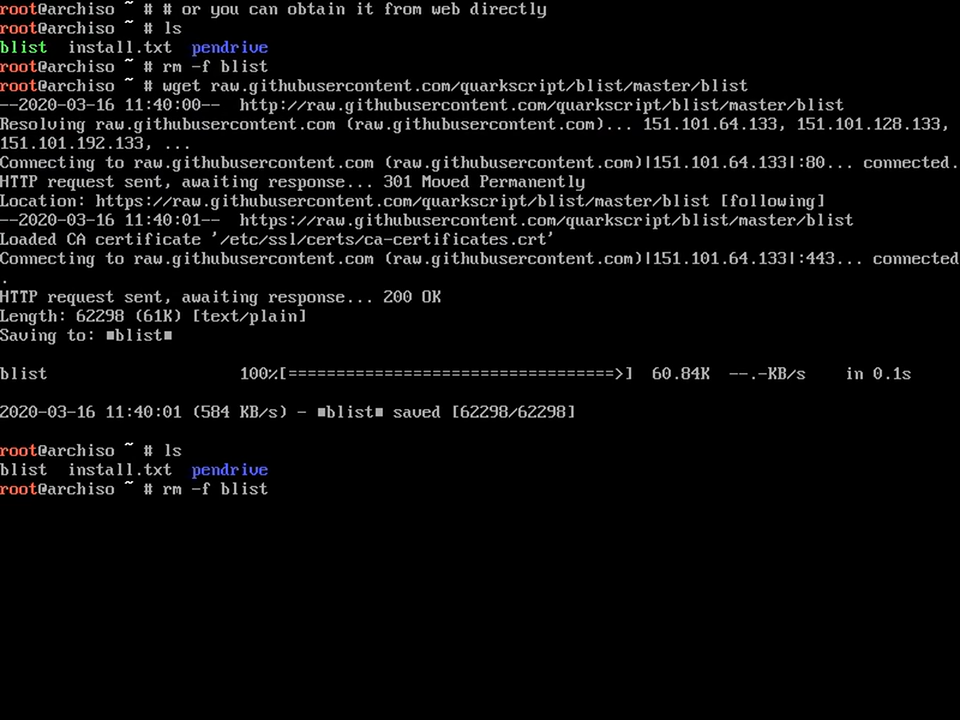 root@archiso ~ # # or you can obtain it from web directly
root@archiso ~ # ls
blist  install.txt  pendrive
root@archiso ~ # rm -f blist
root@archiso ~ # wget raw.githubusercontent.com/quarkscript/blist/master/blist
--2020-03-16 11:40:00--  http://raw.githubusercontent.com/quarkscript/blist/master/blist
Resolving raw.githubusercontent.com (raw.githubusercontent.com)... 151.101.64.133, 151.101.128.133,
151.101.192.133, ...
Connecting to raw.githubusercontent.com (raw.githubusercontent.com)|151.101.64.133|:80... connected.
HTTP request sent, awaiting response... 301 Moved Permanently
Location: https://raw.githubusercontent.com/quarkscript/blist/master/blist [following]
--2020-03-16 11:40:01--  https://raw.githubusercontent.com/quarkscript/blist/master/blist
Loaded CA certificate '/etc/ssl/certs/ca-certificates.crt'
Connecting to raw.githubusercontent.com (raw.githubusercontent.com)|151.101.64.133|:443... connected
.
HTTP request sent, awaiting response... 200 OK
Length: 62298 (61K) [text/plain]
Saving to: ■blist■
blist                    100%[==================================>]  60.84K  --.-KB/s    in 0.1s
2020-03-16 11:40:01 (584 KB/s) - ■blist■ saved [62298/62298]
root@archiso ~ # ls
blist  install.txt  pendrive
root@archiso ~ # rm -f blist